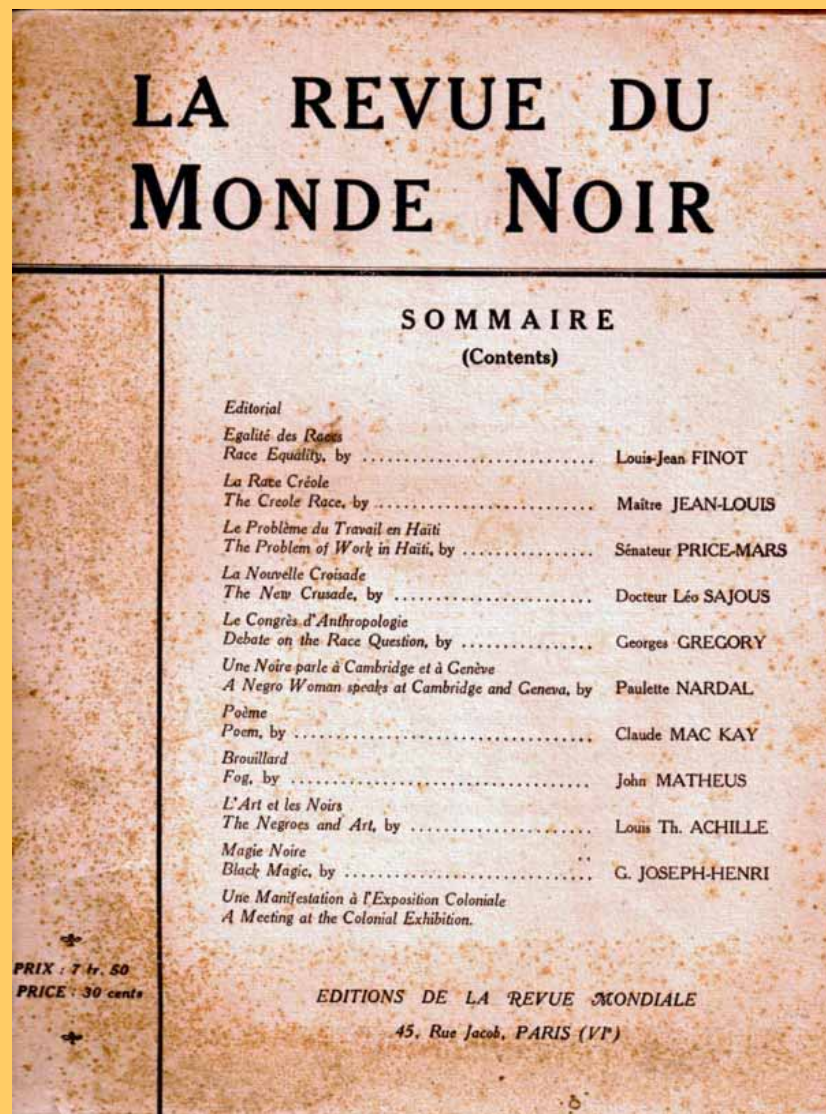 LA REVUE DU
MONDE NOIR
SOMMAIRE
(Contents)
Editorial
Egalité des Races
Race Equality, by .......................... Louis-Jean FINOT
La Race Créole
The Creole Race, by ......................... Maître JEAN-LOUIS
Le Problème du Travail en Haïti
The Problem of Work in Haïti, by ............... Sénateur PRICE-MARS
La Nouvelle Croisade
The New Crusade, by ....................... Docteur Léo SAJOUS
Le Congrès d'Anthropologie
Debate on the Race Question, by ............... Georges GREGORY
Une Noire parle à Cambridge et à Genève
A Negro Woman speaks at Cambridge and Geneva, by Paulette NARDAL
Poème
Poem, by .................................. Claude MAC KAY
Brouillard
Fog, by ................................... John MATHEUS
L'Art et les Noirs
The Negroes and Art, by ..................... Louis Th. ACHILLE
Magie Noire
Black Magic, by ............................ G. JOSEPH-HENRI
Une Manifestation à l'Exposition Coloniale
A Meeting at the Colonial Exhibition.
PRIX : 7 fr. 50
PRICE : 30 cents
EDITIONS DE LA REVUE MONDIALE
45, Rue Jacob, PARIS (VIe)